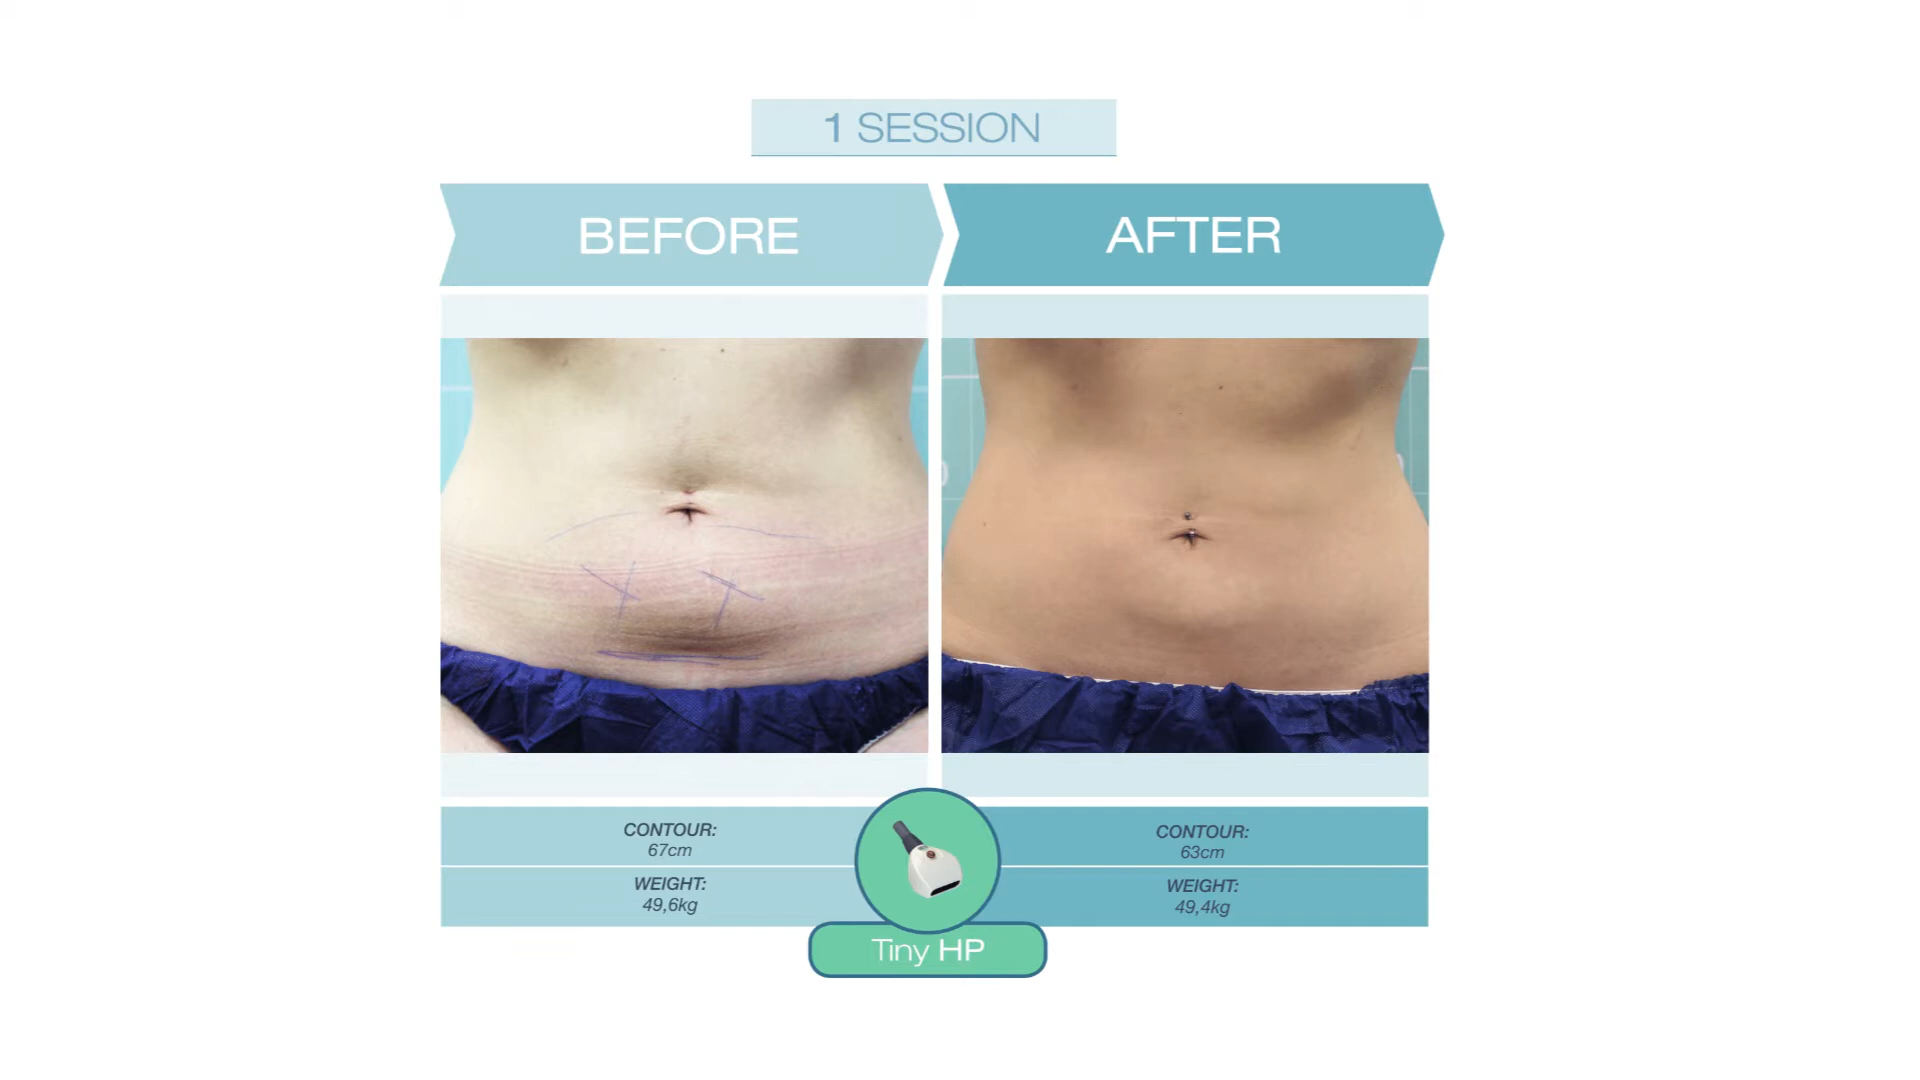 1 SESSION
BEFORE
AFTER
CONTOUR:
67cm
WEIGHT:
49,6kg
CONTOUR:
63cm
WEIGHT:
49,4kg
Tiny HP